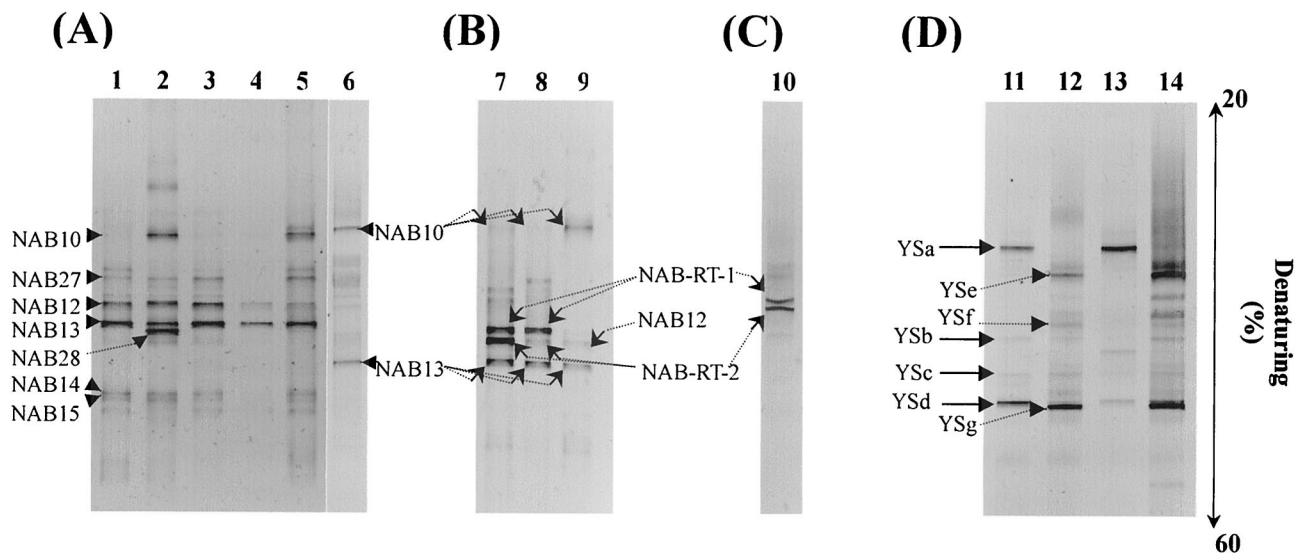 (A) (B) (C) (D)
1 2 3 4 5 6 7 8 9 10 11 12 13 14
20
NAB10
NAB27
NAB12
NAB13
NAB28
NAB14
NAB15
NAB10
NAB13
NAB-RT-1
NAB12
NAB-RT-2
YSa
YSe
YSf
YSb
YSc
YSd
YSg
Denaturing
(%)
60